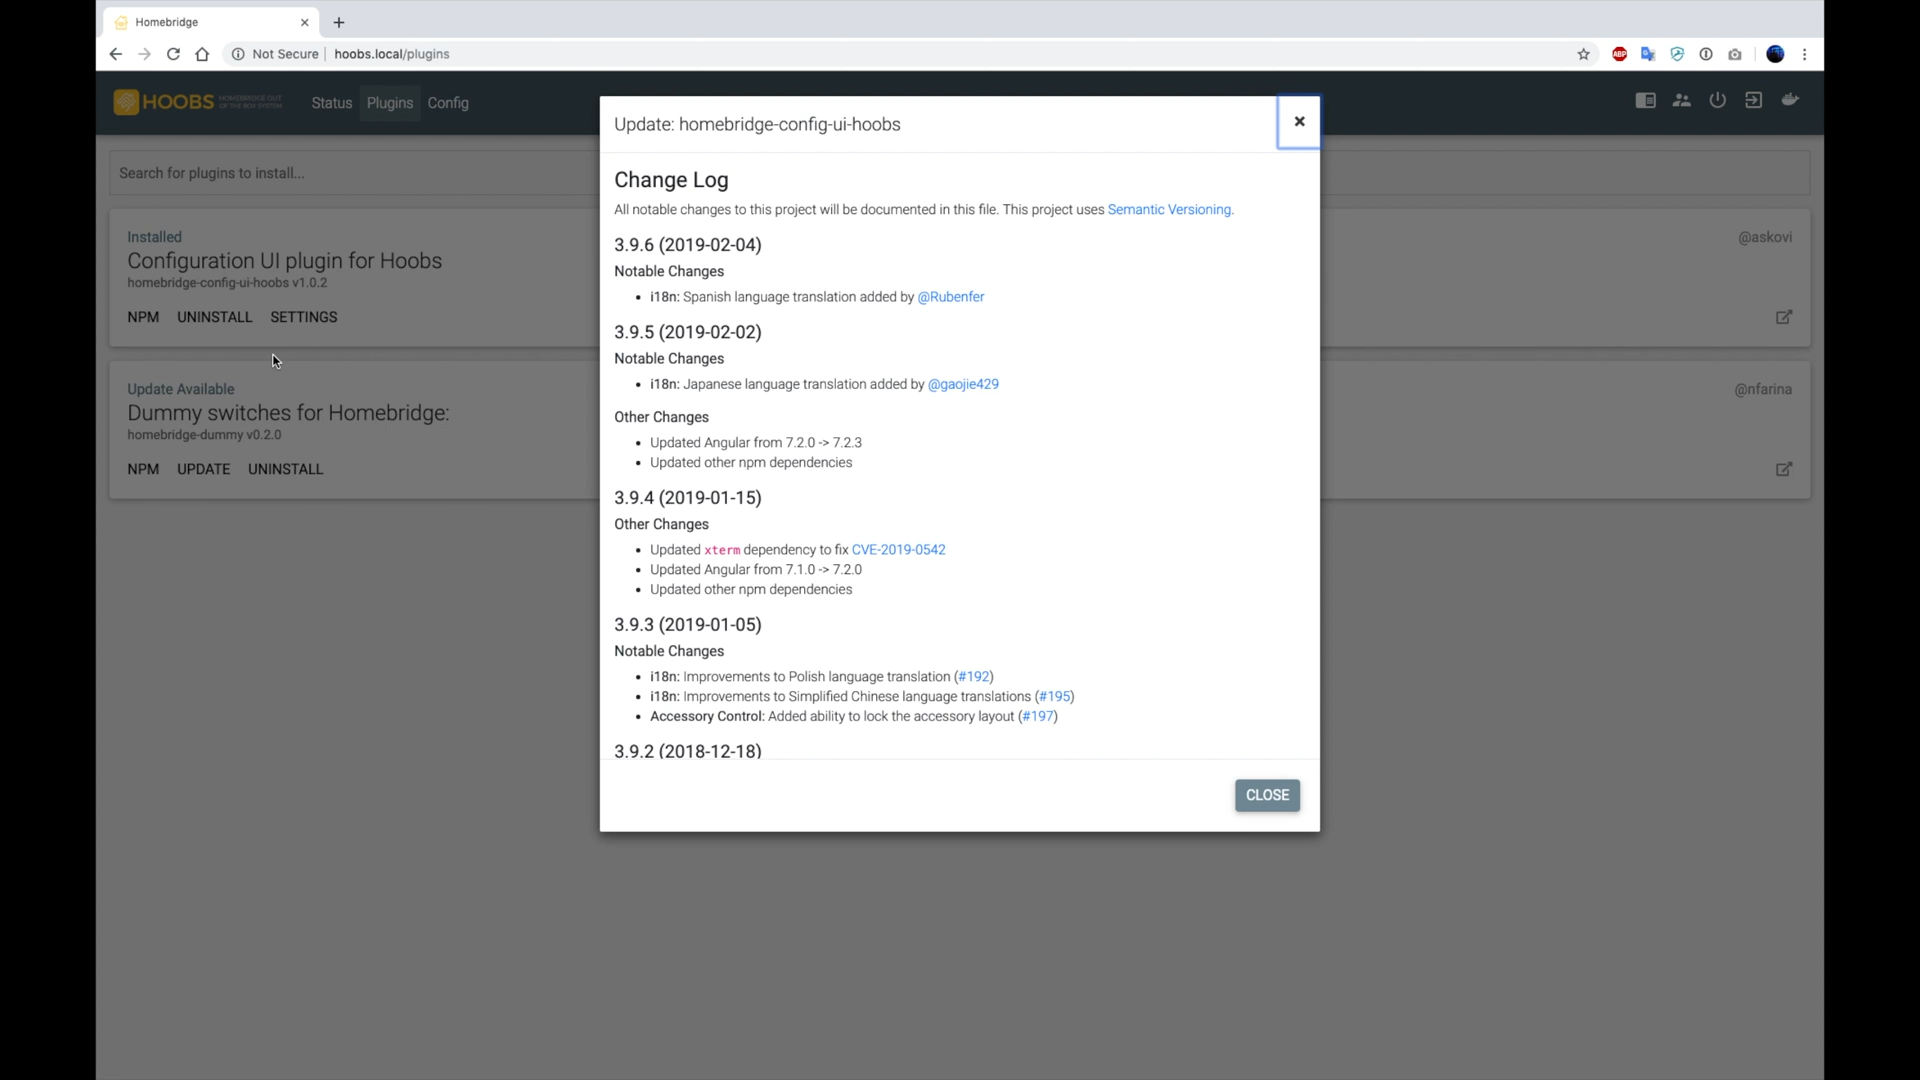 Homebridge
Not Secure
hoobs.local/plugins
ABP
HOOBS
HOMEBRIDGE OUT
OF THE BOX SYSTEM
Status
Plugins
Config
Search for plugins to install...
Installed
@askovi
Configuration UI plugin for Hoobs
homebridge-config-ui-hoobs v1.0.2
NPM UNINSTALL SETTINGS
Update Available
@nfarina
Dummy switches for Homebridge:
homebridge-dummy v0.2.0
NPM UPDATE UNINSTALL
Update: homebridge-config-ui-hoobs
×
Change Log
All notable changes to this project will be documented in this file. This project uses Semantic Versioning.
3.9.6 (2019-02-04)
Notable Changes
• i18n: Spanish language translation added by @Rubenfer
3.9.5 (2019-02-02)
Notable Changes
• i18n: Japanese language translation added by @gaojie429
Other Changes
• Updated Angular from 7.2.0 -> 7.2.3
• Updated other npm dependencies
3.9.4 (2019-01-15)
Other Changes
• Updated xterm dependency to fix CVE-2019-0542
• Updated Angular from 7.1.0 -> 7.2.0
• Updated other npm dependencies
3.9.3 (2019-01-05)
Notable Changes
• i18n: Improvements to Polish language translation (#192)
• i18n: Improvements to Simplified Chinese language translations (#195)
• Accessory Control: Added ability to lock the accessory layout (#197)
3.9.2 (2018-12-18)
CLOSE